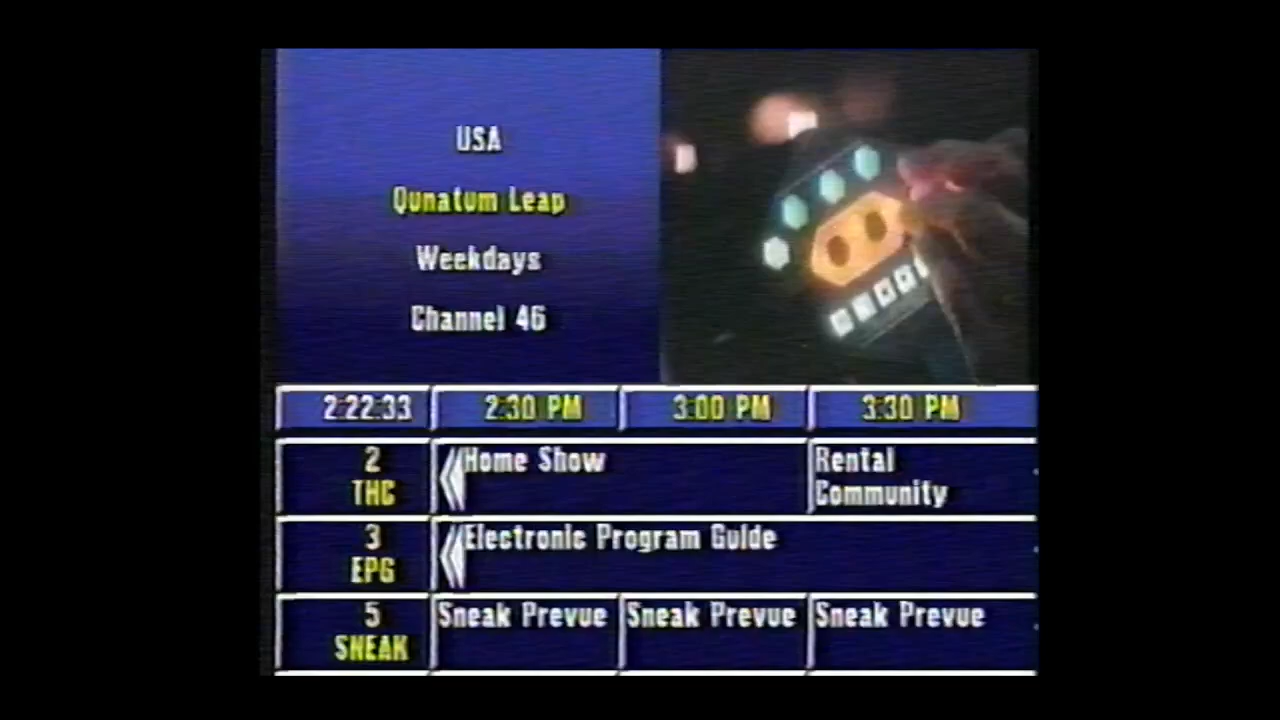 USA
Qunatum Leap
Weekdays
Channel 46
2:22:33 2:30 PM 3:00 PM 3:30 PM
2 THC Home Show Rental Community
3 EPG Electronic Program Guide
5 SNEAK Sneak Prevue Sneak Prevue Sneak Prevue